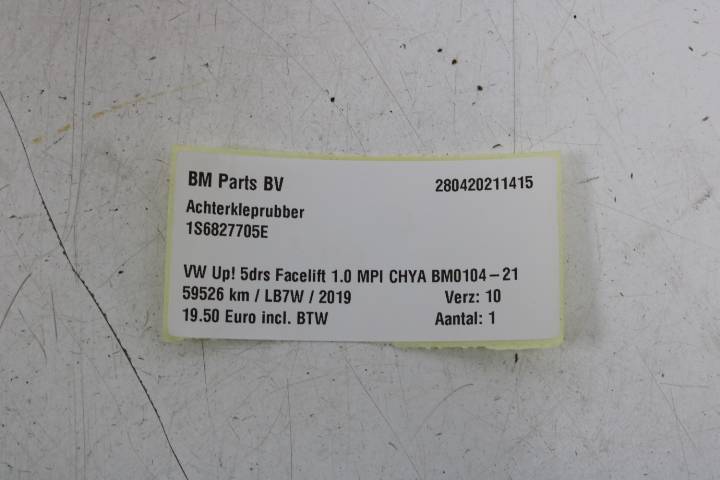 BM Parts BV 280420211415
Achterkleprubber
1S6827705E
VW Up! 5drs Facelift 1.0 MPI CHYA BM0104-21
59526 km / LB7W / 2019 Verz: 10
19.50 Euro incl. BTW Aantal: 1